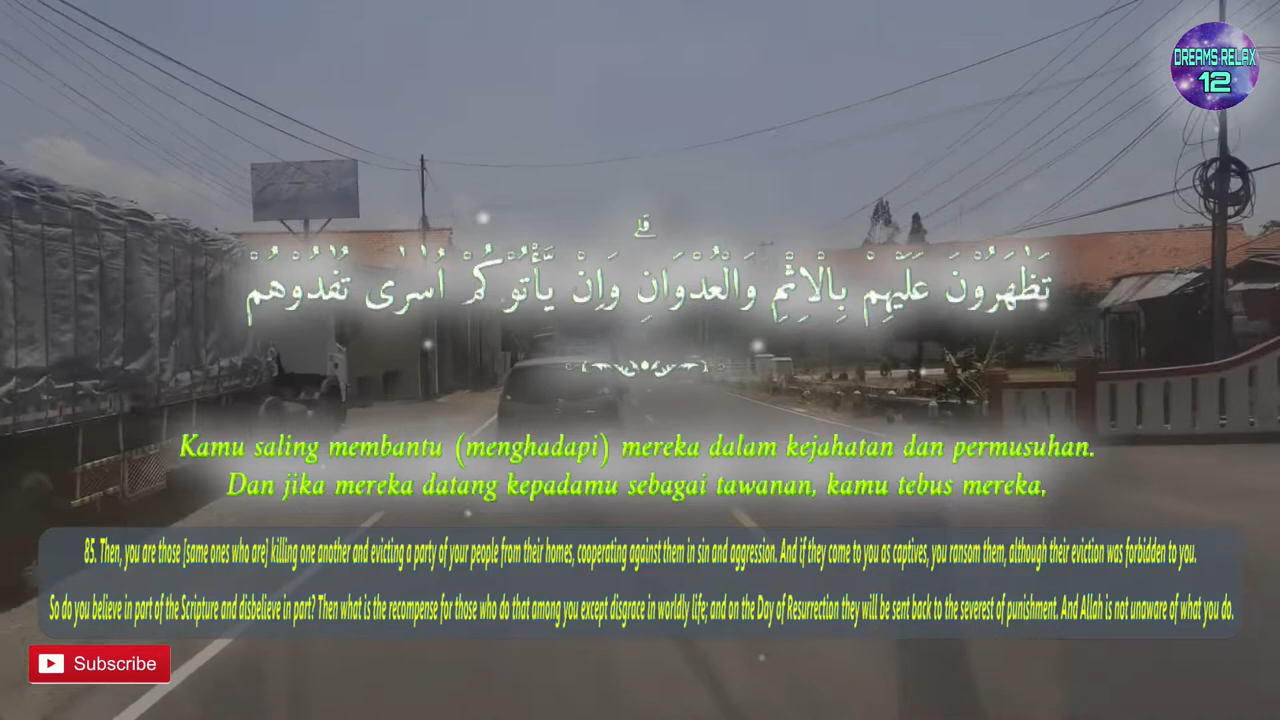 DREAMS RELAX
12
تَظٰهَرُوْنَ عَلَيْهِمْ بِالْاِثْمِ وَالْعُدْوَانِۗ وَاِنْ يَّأْتُوْكُمْ اُسٰرٰى تُفٰدُوْهُمْ
Kamu saling membantu (menghadapi) mereka dalam kejahatan dan permusuhan.
Dan jika mereka datang kepadamu sebagai tawanan, kamu tebus mereka,
85. Then, you are those [same ones who are] killing one another and evicting a party of your people from their homes, cooperating against them in sin and aggression. And if they come to you as captives, you ransom them, although their eviction was forbidden to you.
So do you believe in part of the Scripture and disbelieve in part? Then what is the recompense for those who do that among you except disgrace in worldly life; and on the Day of Resurrection they will be sent back to the severest of punishment. And Allah is not unaware of what you do.
Subscribe